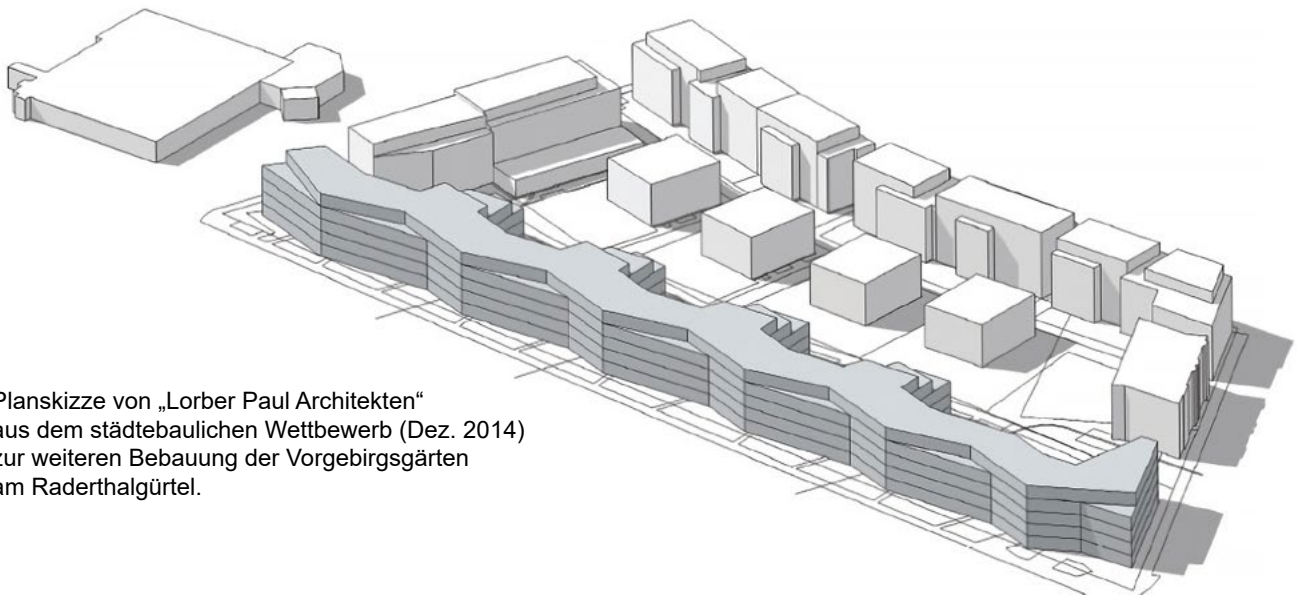 Planskizze von „Lorber Paul Architekten“
aus dem städtebaulichen Wettbewerb (Dez. 2014)
zur weiteren Bebauung der Vorgebirgsgärten
am Raderthalgürtel.